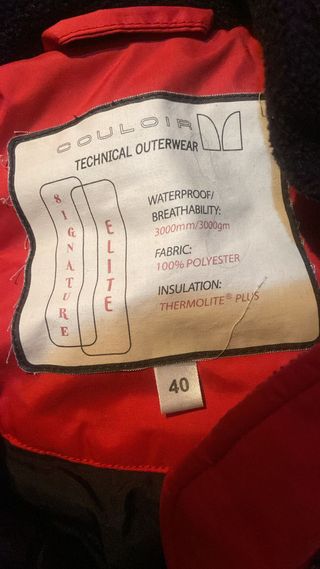 COULOIR
TECHNICAL OUTERWEAR
SIGNATURE
ELITE
WATERPROOF/
BREATHABILITY:
3000mm/3000gm
FABRIC:
100% POLYESTER
INSULATION:
THERMOLITE® PLUS
40